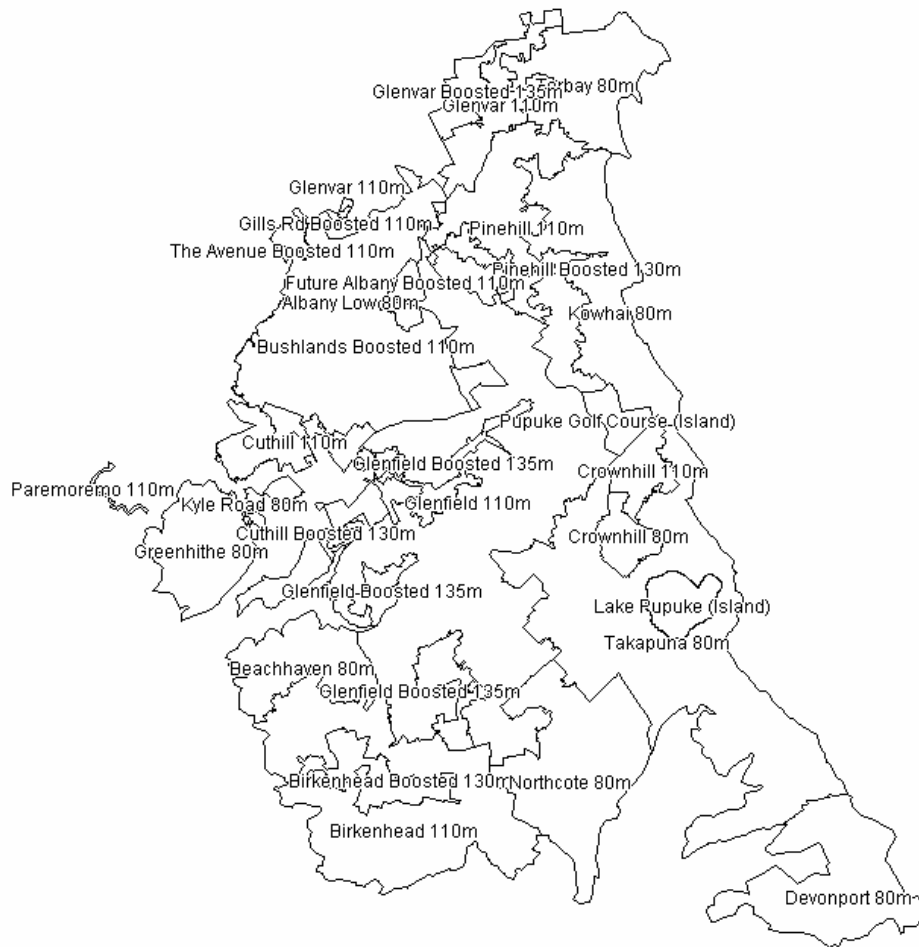 Torbay 80m
Glenvar Boosted 135m
Glenvar 110m
Glenvar 110m
Gills Rd Boosted 110m
Pinehill 110m
The Avenue Boosted 110m
Pinehill Boosted 130m
Future Albany Boosted 110m
Albany Low 80m
Kowhai 80m
Bushlands Boosted 110m
Pupuke Golf Course (Island)
Cuthill 110m
Glenfield Boosted 135m
Crownhill 110m
Paremoremo 110m
Kyle Road 80m
Glenfield 110m
Cuthill Boosted 130m
Crownhill 80m
Greenhithe 80m
Glenfield Boosted 135m
Lake Pupuke (Island)
Takapuna 80m
Beachhaven 80m
Glenfield Boosted 135m
Birkenhead Boosted 130m
Northcote 80m
Birkenhead 110m
Devonport 80m